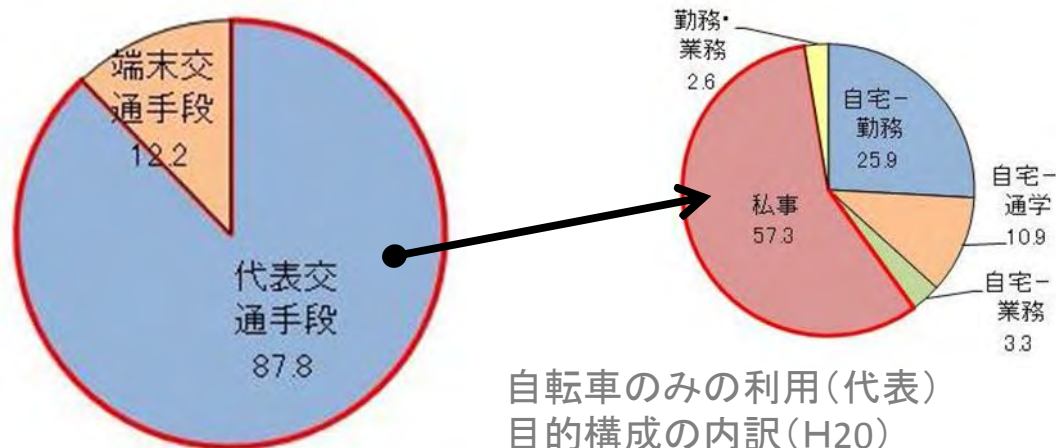 端末交
通手段
12.2
代表交
通手段
87.8
勤務・
業務
2.6
自宅－
勤務
25.9
自宅－
通学
10.9
自宅－
業務
3.3
私事
57.3
自転車のみの利用（代表）
目的構成の内訳（H20）